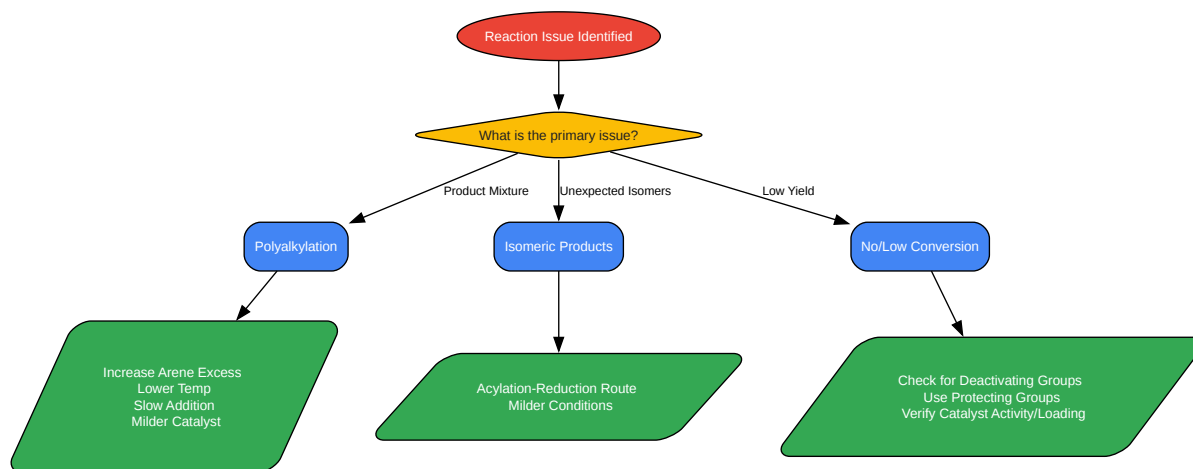 Reaction Issue Identified
What is the primary issue?
Product Mixture
Unexpected Isomers
Low Yield
Polyalkylation
Isomeric Products
No/Low Conversion
Increase Arene Excess
Lower Temp
Slow Addition
Milder Catalyst
Acylation-Reduction Route
Milder Conditions
Check for Deactivating Groups
Use Protecting Groups
Verify Catalyst Activity/Loading